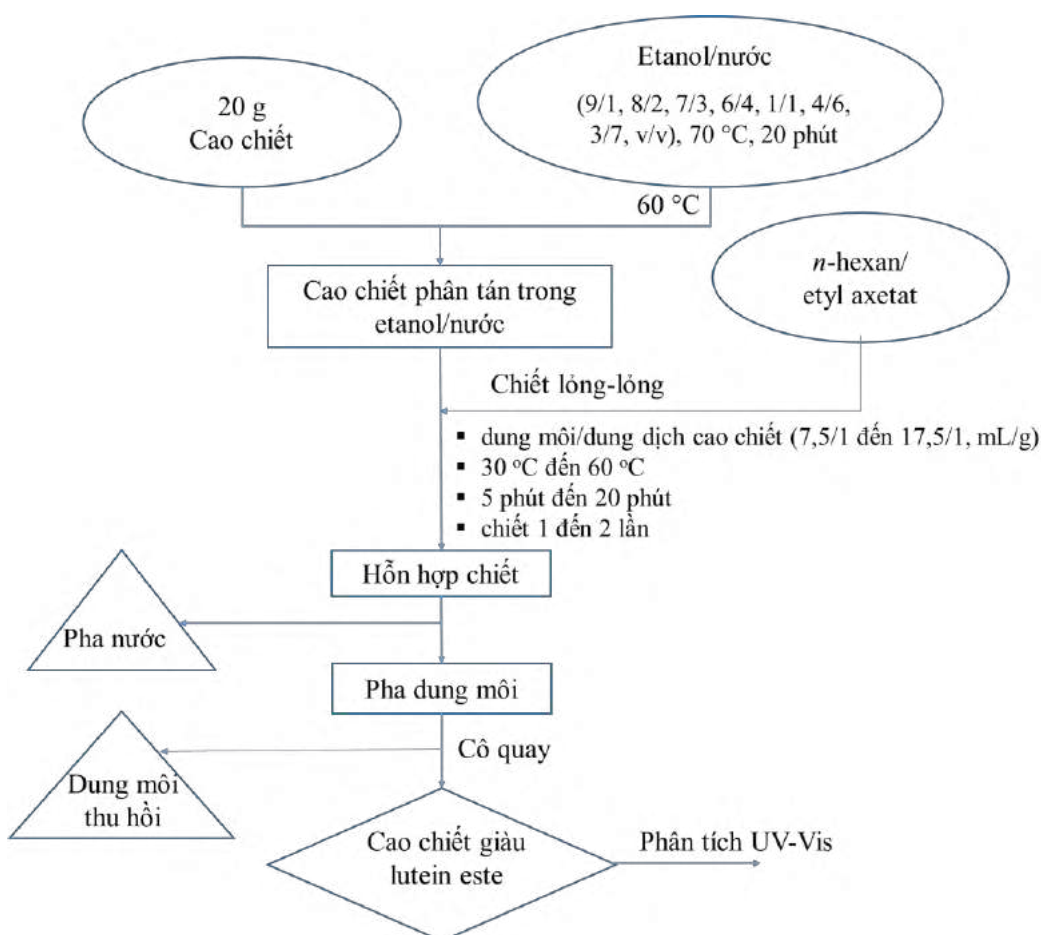 20 g
Cao chiết
Etanol/nước
(9/1, 8/2, 7/3, 6/4, 1/1, 4/6,
3/7, v/v), 70 °C, 20 phút
60 °C
n-hexan/
etyl axetat
Cao chiết phân tán trong
etanol/nước
Chiết lỏng-lỏng
▪ dung môi/dung dịch cao chiết (7,5/1 đến 17,5/1, mL/g)
▪ 30 °C đến 60 °C
▪ 5 phút đến 20 phút
▪ chiết 1 đến 2 lần
Hỗn hợp chiết
Pha nước
Pha dung môi
Cô quay
Dung môi
thu hồi
Cao chiết giàu
lutein este
Phân tích UV-Vis